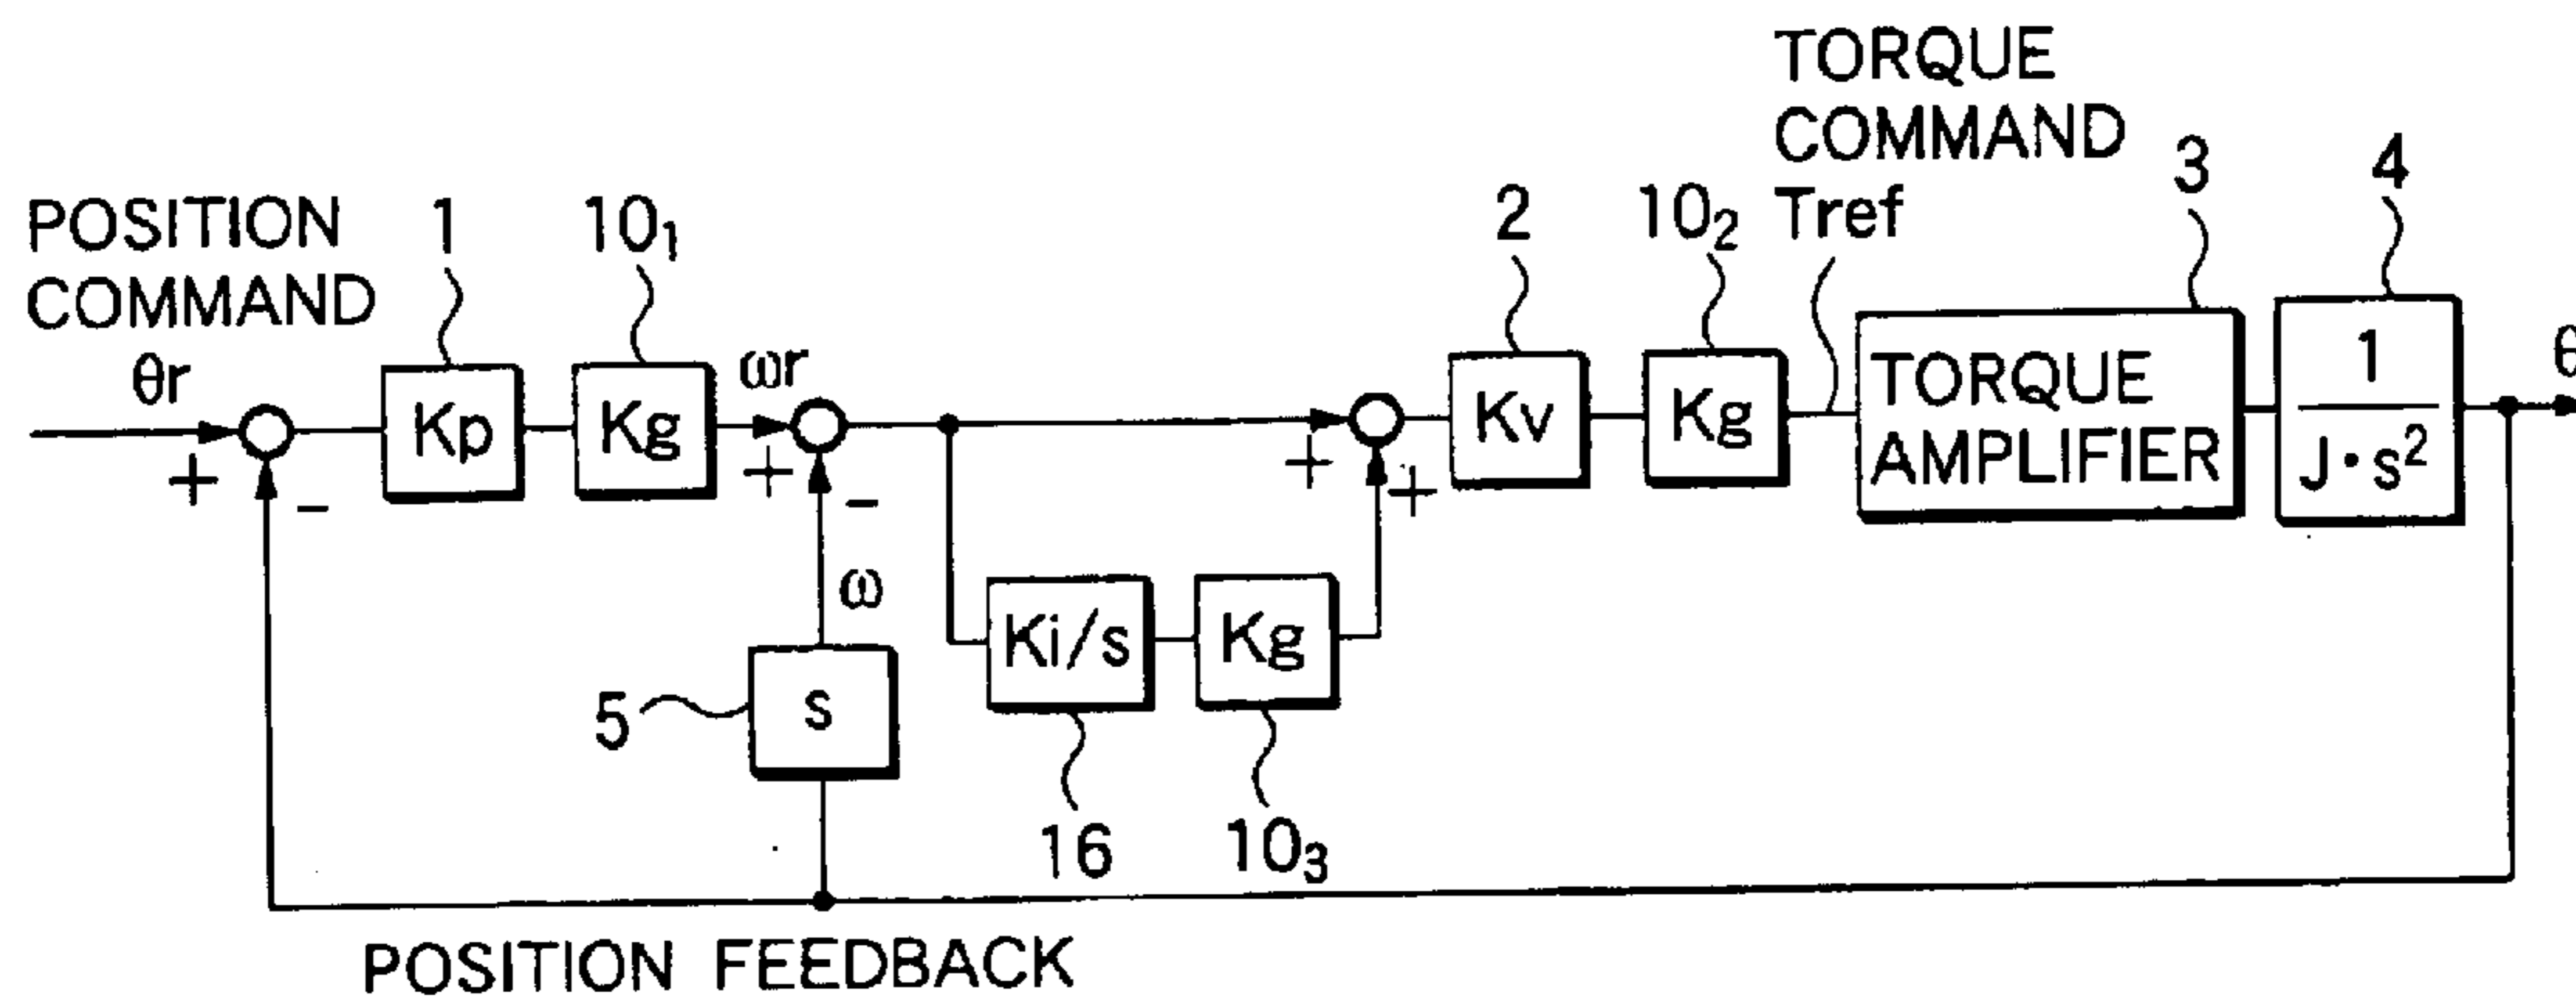 TORQUE
COMMAND
Tref
3
4
POSITION
COMMAND
1
10₁
2
10₂
θr
ωr
Kp
Kg
Kv
Kg
TORQUE
AMPLIFIER
1
J·s²
θ
+
-
+
-
+
+
ω
Ki/s
Kg
5
s
16
10₃
POSITION FEEDBACK